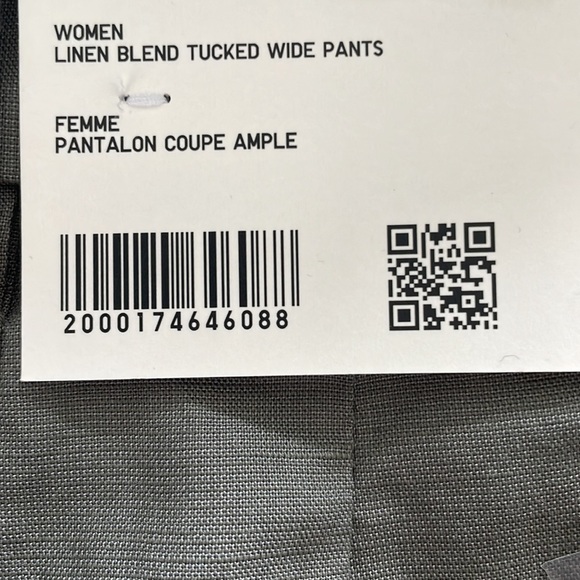 WOMEN
LINEN BLEND TUCKED WIDE PANTS
FEMME
PANTALON COUPE AMPLE
2000174646088